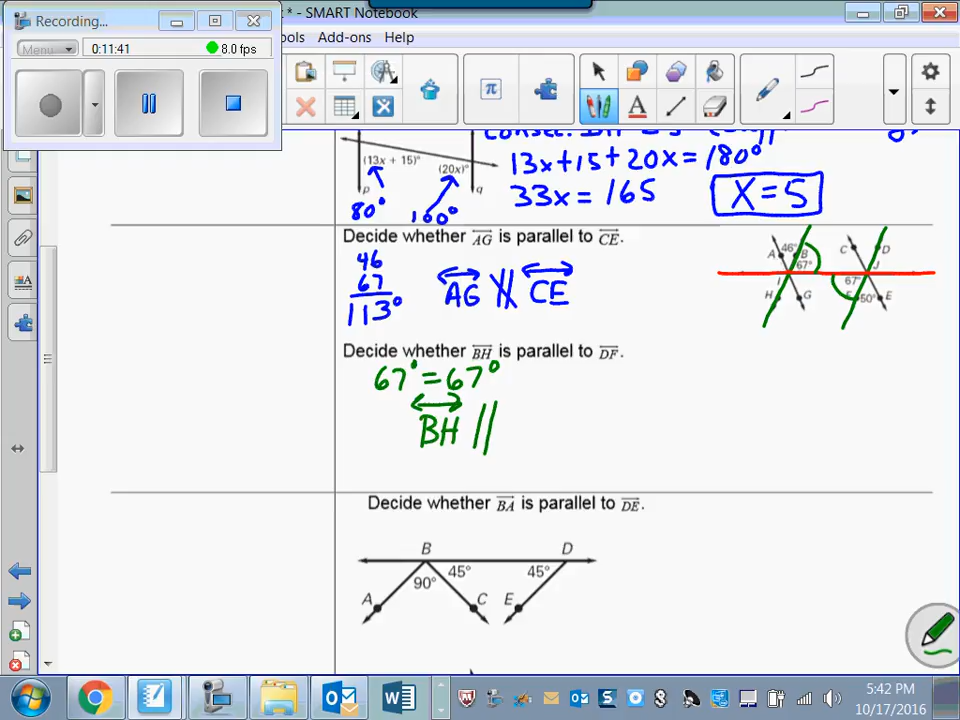 Recording...
* - SMART Notebook
Menu
0:11:41
8.0 fps
ools Add-ons Help
π
A
(13x + 15)°
(20x)°
p
q
80°
100°
13x+15+20x=180°
33x = 165
X=5
Decide whether AG is parallel to CE.
46
67
113°
AG ∦ CE
A 46° B
67°
I
H G
C D
J
67°
F 50° E
Decide whether BH is parallel to DF.
67° = 67°
BH ||
Decide whether BA is parallel to DE.
B D
45° 45°
90°
A C E
5:42 PM
10/17/2016